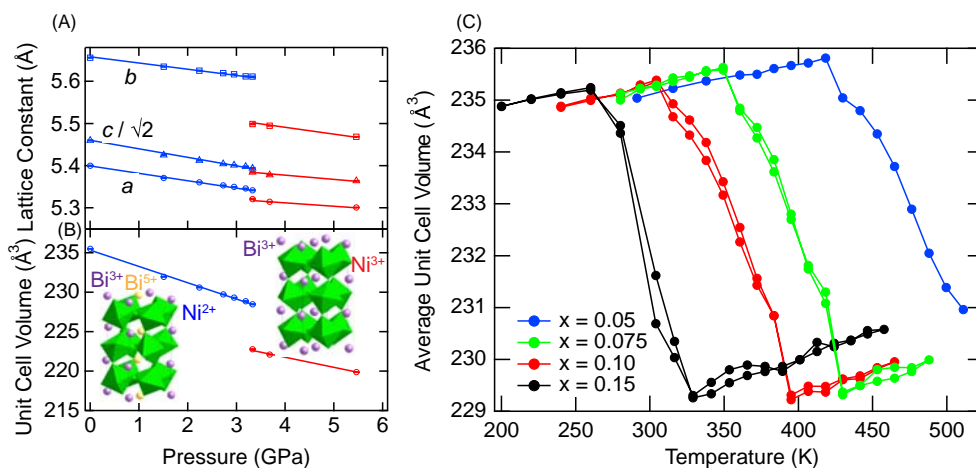 (A)
Lattice Constant (Å)
5.6
5.5
5.4
5.3
b
c / √2
a
(B)
Unit Cell Volume (Å³)
235
230
225
220
215
Bi³⁺
Bi⁵⁺
Ni²⁺
Bi³⁺
Ni³⁺
0
1
2
3
4
5
6
Pressure (GPa)
(C)
Average Unit Cell Volume (Å³)
236
235
234
233
232
231
230
229
x = 0.05
x = 0.075
x = 0.10
x = 0.15
200
250
300
350
400
450
500
Temperature (K)